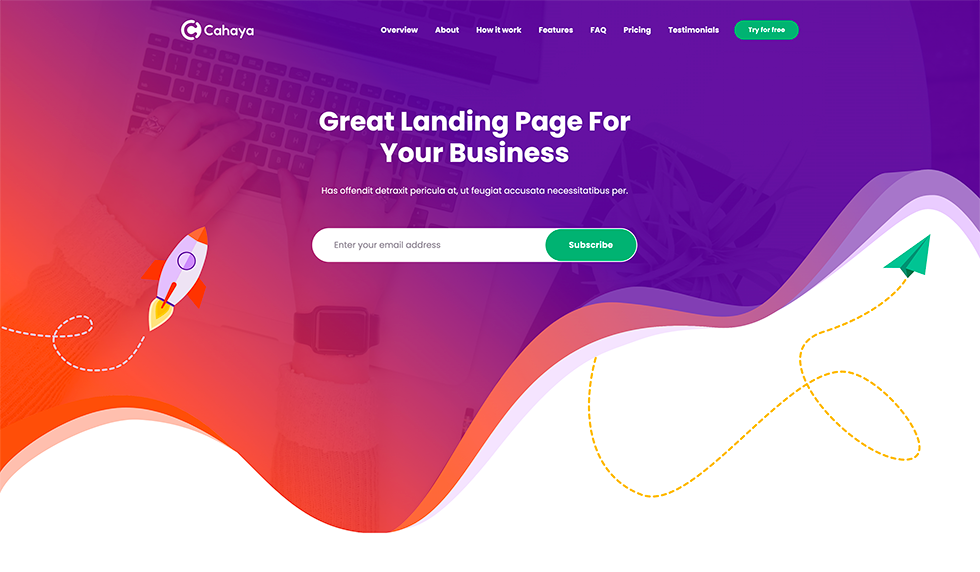 Cahaya
Overview About How it work Features FAQ Pricing Testimonials Try for free
Great Landing Page For
Your Business
Has offendit detraxit pericula at, ut feugiat accusata necessitatibus per.
Enter your email address Subscribe